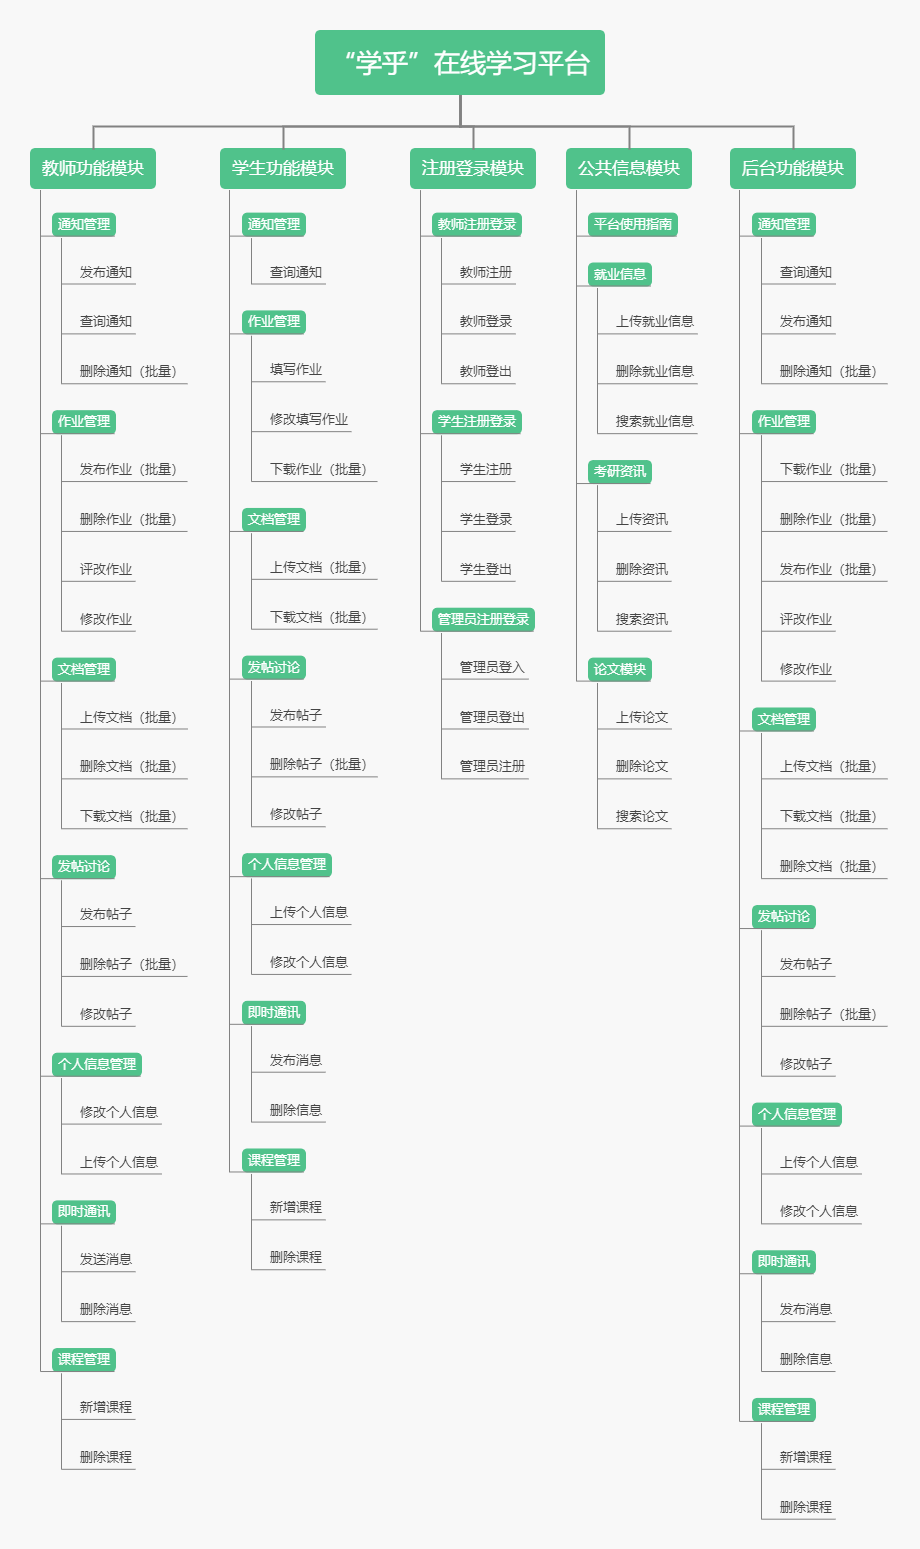 “学乎”在线学习平台
教师功能模块
通知管理
发布通知
查询通知
删除通知（批量）
作业管理
发布作业（批量）
删除作业（批量）
评改作业
修改作业
文档管理
上传文档（批量）
删除文档（批量）
下载文档（批量）
发帖讨论
发布帖子
删除帖子（批量）
修改帖子
个人信息管理
修改个人信息
上传个人信息
即时通讯
发送消息
删除消息
课程管理
新增课程
删除课程
学生功能模块
通知管理
查询通知
作业管理
填写作业
修改填写作业
下载作业（批量）
文档管理
上传文档（批量）
下载文档（批量）
发帖讨论
发布帖子
删除帖子（批量）
修改帖子
个人信息管理
上传个人信息
修改个人信息
即时通讯
发布消息
删除信息
课程管理
新增课程
删除课程
注册登录模块
教师注册登录
教师注册
教师登录
教师登出
学生注册登录
学生注册
学生登录
学生登出
管理员注册登录
管理员登入
管理员登出
管理员注册
公共信息模块
平台使用指南
就业信息
上传就业信息
删除就业信息
搜索就业信息
考研资讯
上传资讯
删除资讯
搜索资讯
论文模块
上传论文
删除论文
搜索论文
后台功能模块
通知管理
查询通知
发布通知
删除通知（批量）
作业管理
下载作业（批量）
删除作业（批量）
发布作业（批量）
评改作业
修改作业
文档管理
上传文档（批量）
下载文档（批量）
删除文档（批量）
发帖讨论
发布帖子
删除帖子（批量）
修改帖子
个人信息管理
上传个人信息
修改个人信息
即时通讯
发布消息
删除信息
课程管理
新增课程
删除课程